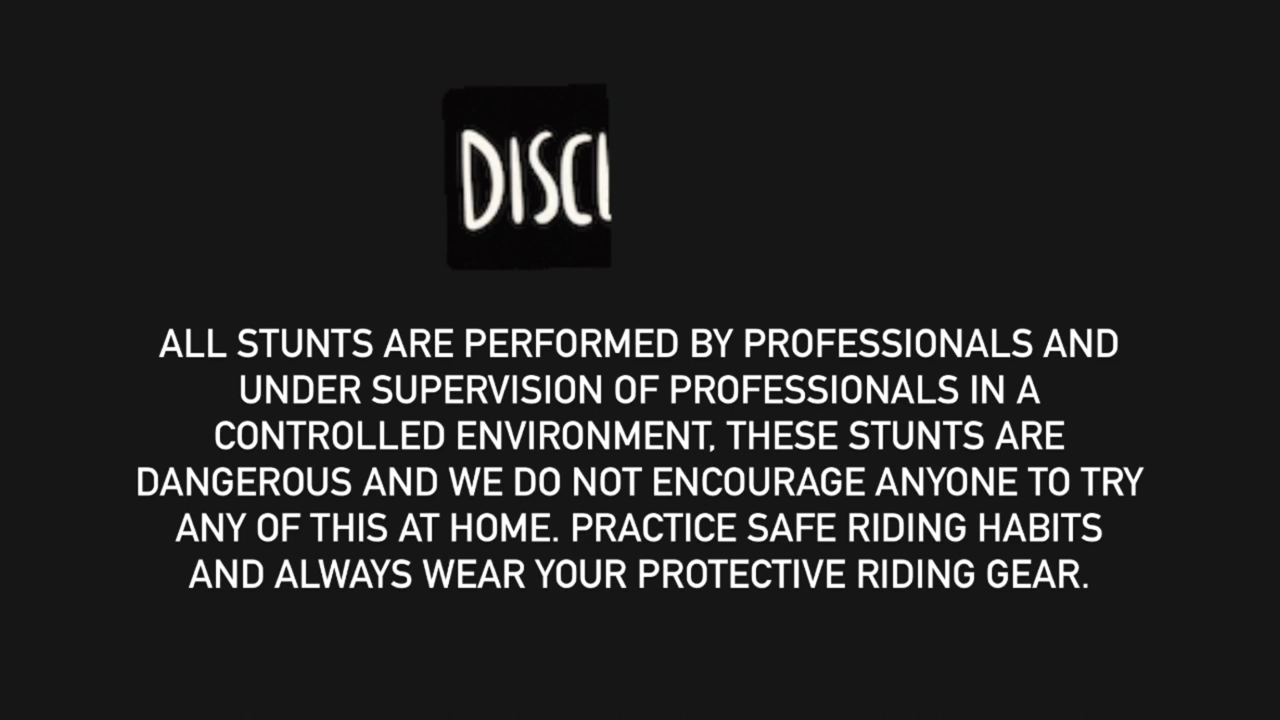 DISCL
ALL STUNTS ARE PERFORMED BY PROFESSIONALS AND
UNDER SUPERVISION OF PROFESSIONALS IN A
CONTROLLED ENVIRONMENT, THESE STUNTS ARE
DANGEROUS AND WE DO NOT ENCOURAGE ANYONE TO TRY
ANY OF THIS AT HOME. PRACTICE SAFE RIDING HABITS
AND ALWAYS WEAR YOUR PROTECTIVE RIDING GEAR.